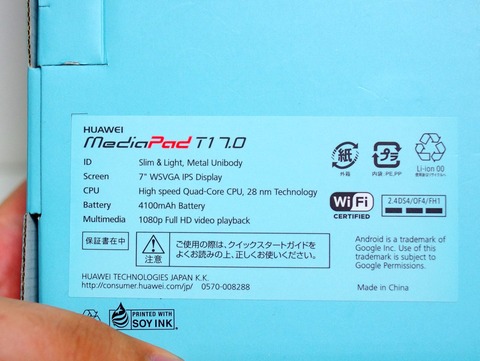 HUAWEI
MediaPad T1 7.0
ID Slim & Light, Metal Unibody
Screen 7" WSVGA IPS Display
CPU High speed Quad-Core CPU, 28 nm Technology
Battery 4100mAh Battery
Multimedia 1080p Full HD video playback
保証書在中
注意
ご使用の際は、クイックスタートガイドを
よくお読みの上、正しくお使いください。
HUAWEI TECHNOLOGIES JAPAN K.K.
http://consumer.huawei.com/jp/ 0570-008288
紙
外箱
プラ
内袋:PE,PP
Li-ion 00
Wi Fi
CERTIFIED
2.4DS4/OF4/FH1
Android is a trademark of
Google Inc. Use of this
trademark is subject to
Google Permissions.
Made in China
PRINTED WITH
SOY INK